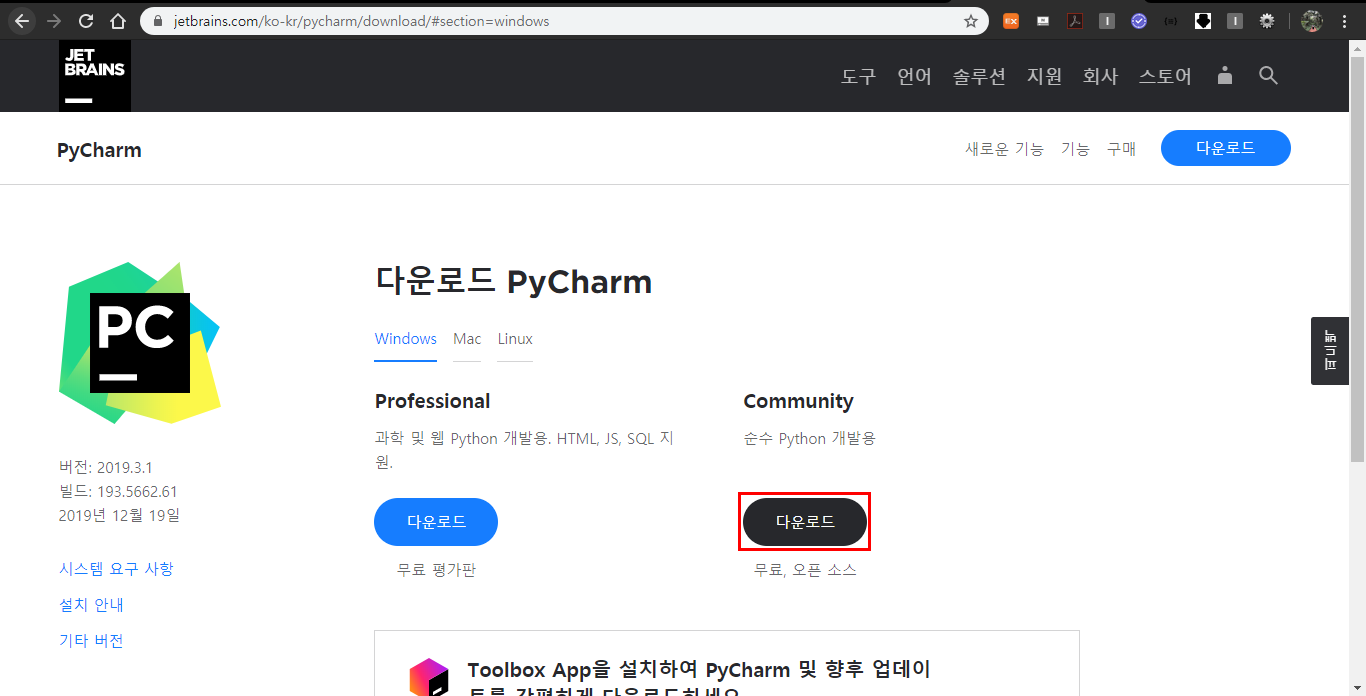 jetbrains.com/ko-kr/pycharm/download/#section=windows
JET
BRAINS
도구 언어 솔루션 지원 회사 스토어
PyCharm
새로운 기능 기능 구매 다운로드
PC
다운로드 PyCharm
Windows Mac Linux
피드백
Professional
과학 및 웹 Python 개발용. HTML, JS, SQL 지
원.
다운로드
무료 평가판
Community
순수 Python 개발용
다운로드
무료, 오픈 소스
버전: 2019.3.1
빌드: 193.5662.61
2019년 12월 19일
시스템 요구 사항
설치 안내
기타 버전
Toolbox App을 설치하여 PyCharm 및 향후 업데이
트를 간편하게 다운로드하세요